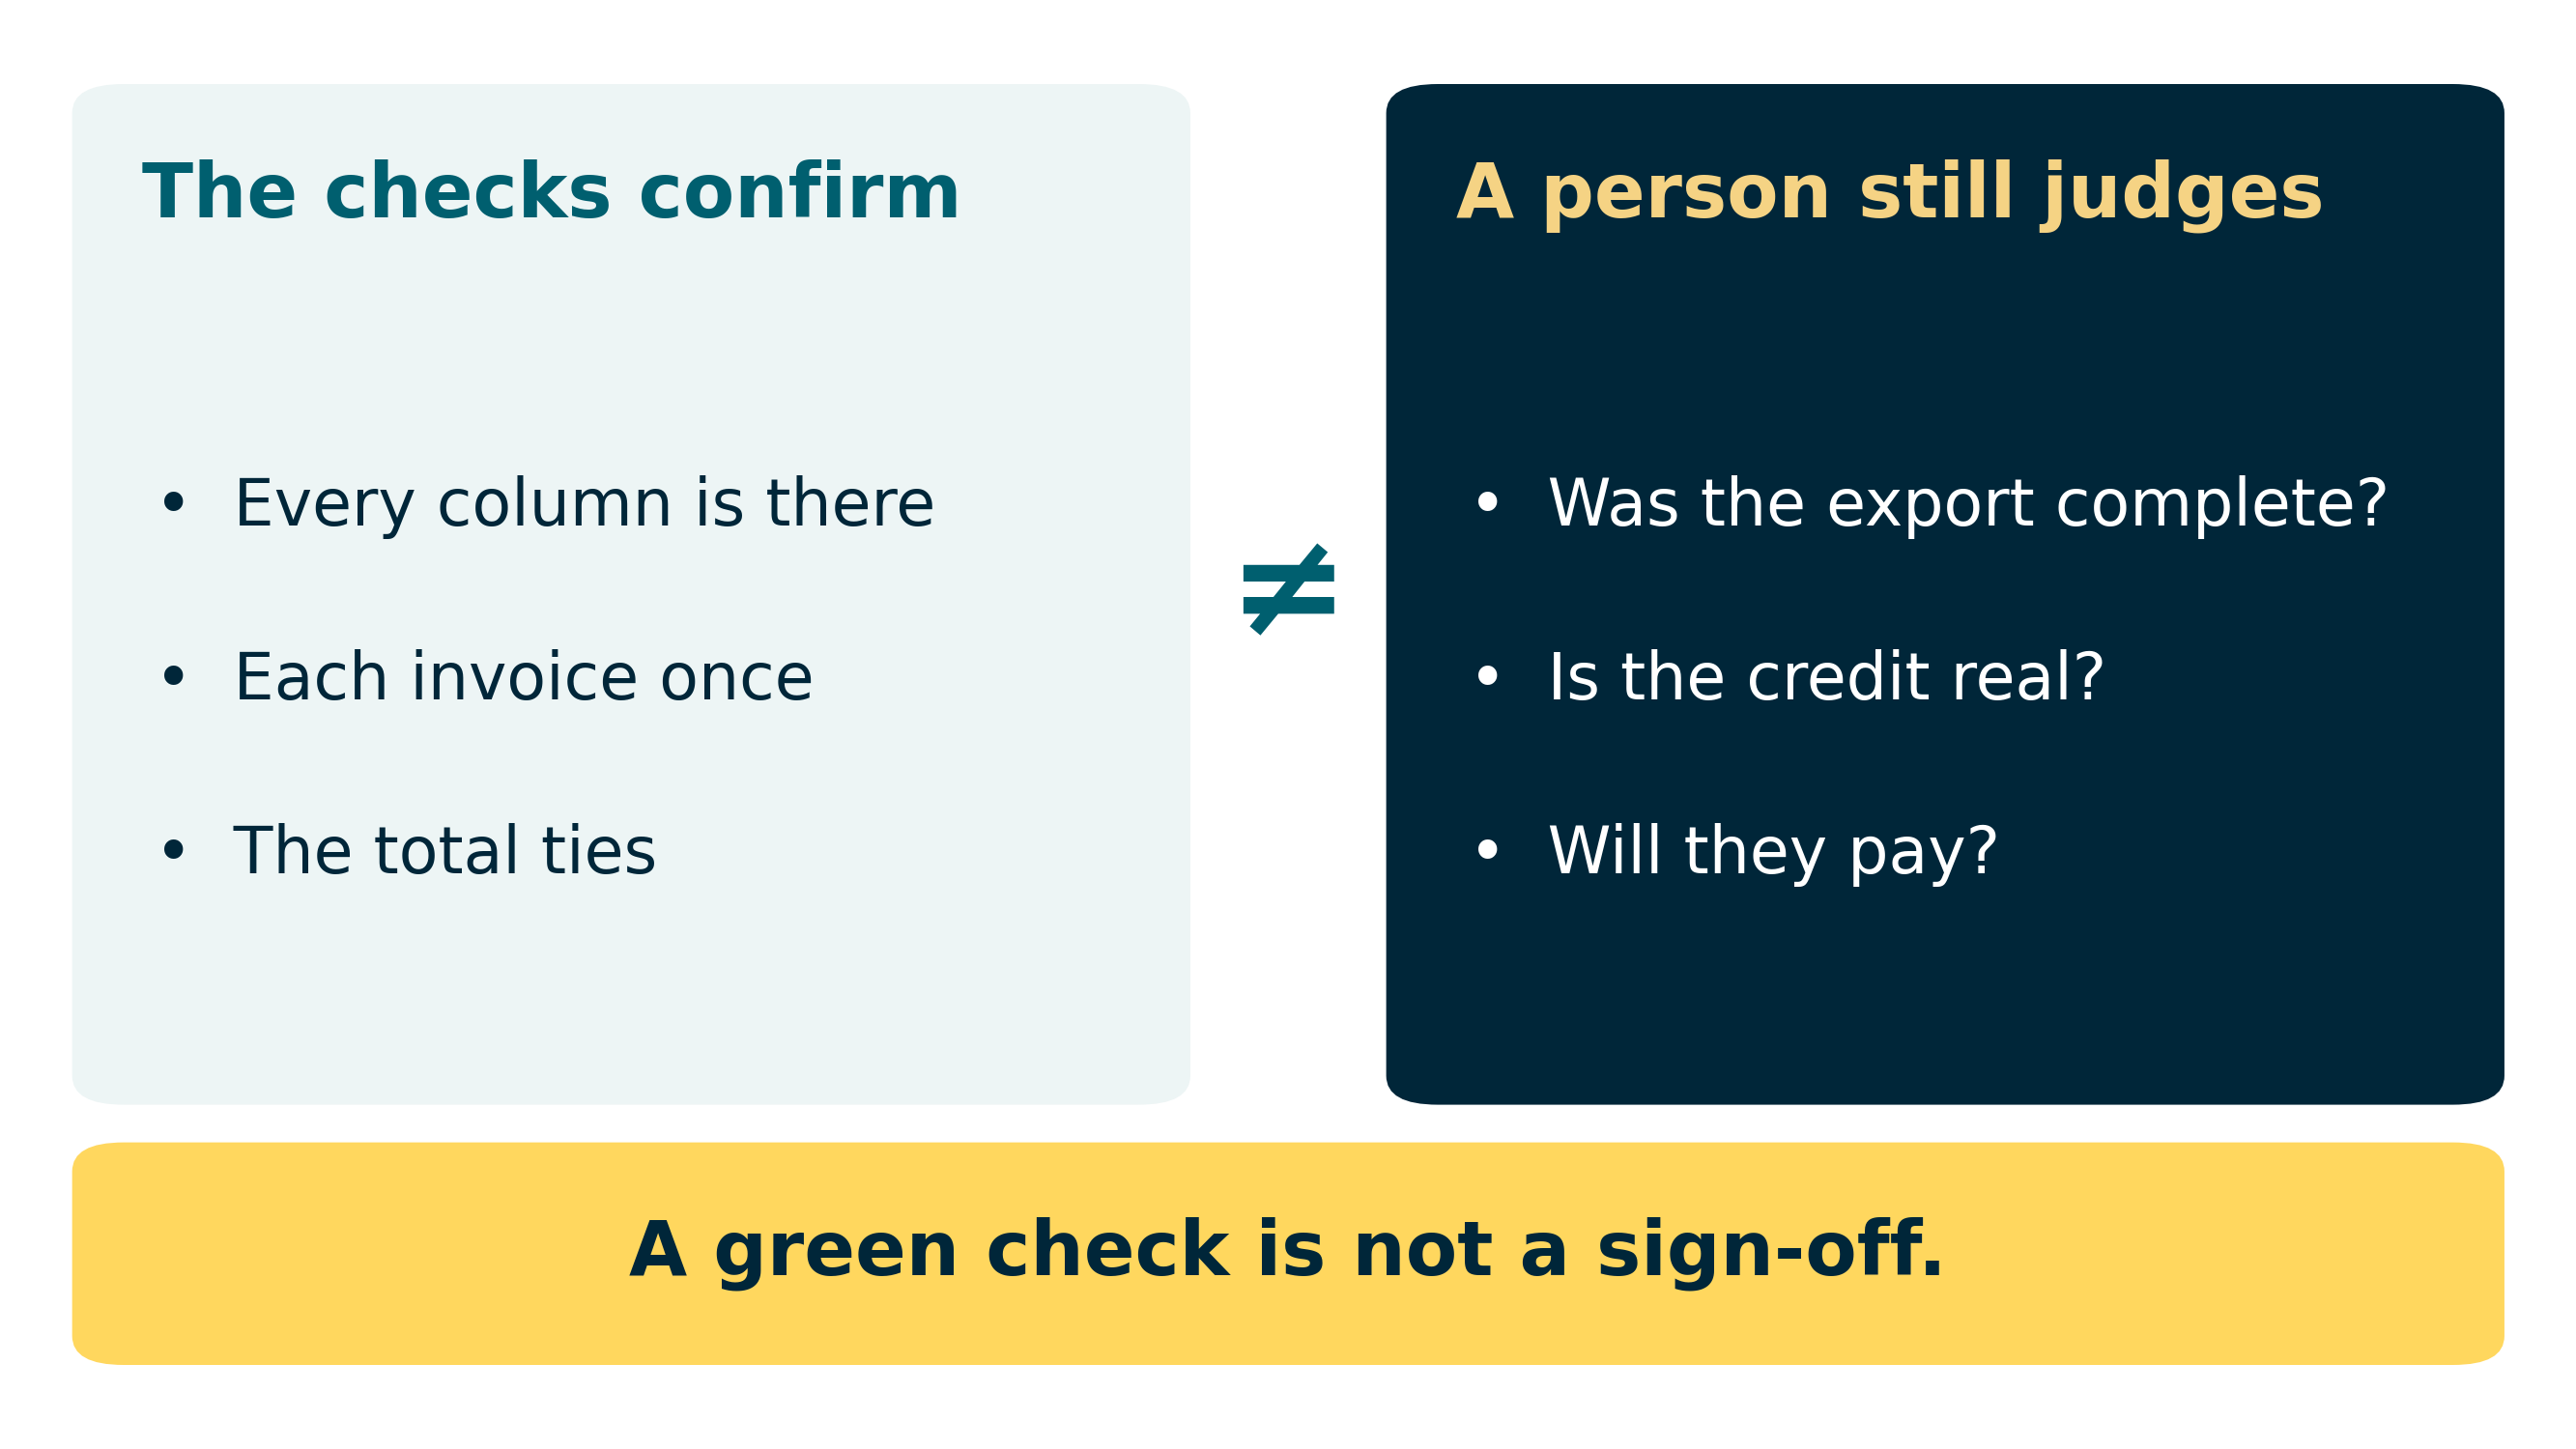 The checks confirm
• Every column is there
• Each invoice once
• The total ties
≠
A person still judges
• Was the export complete?
• Is the credit real?
• Will they pay?
A green check is not a sign-off.